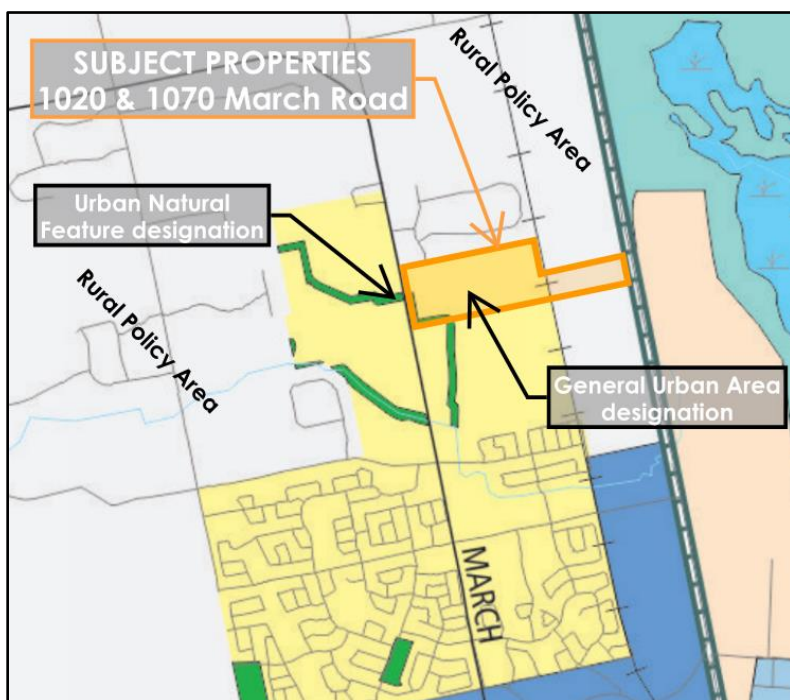 SUBJECT PROPERTIES
1020 & 1070 March Road
Rural Policy Area
Urban Natural
Feature designation
Rural Policy Area
General Urban Area
designation
MARCH